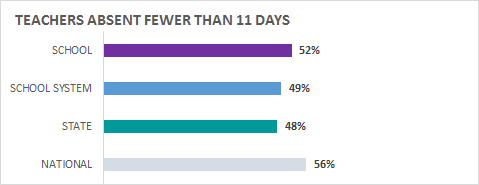 TEACHERS ABSENT FEWER THAN 11 DAYS
SCHOOL 52%
SCHOOL SYSTEM 49%
STATE 48%
NATIONAL 56%